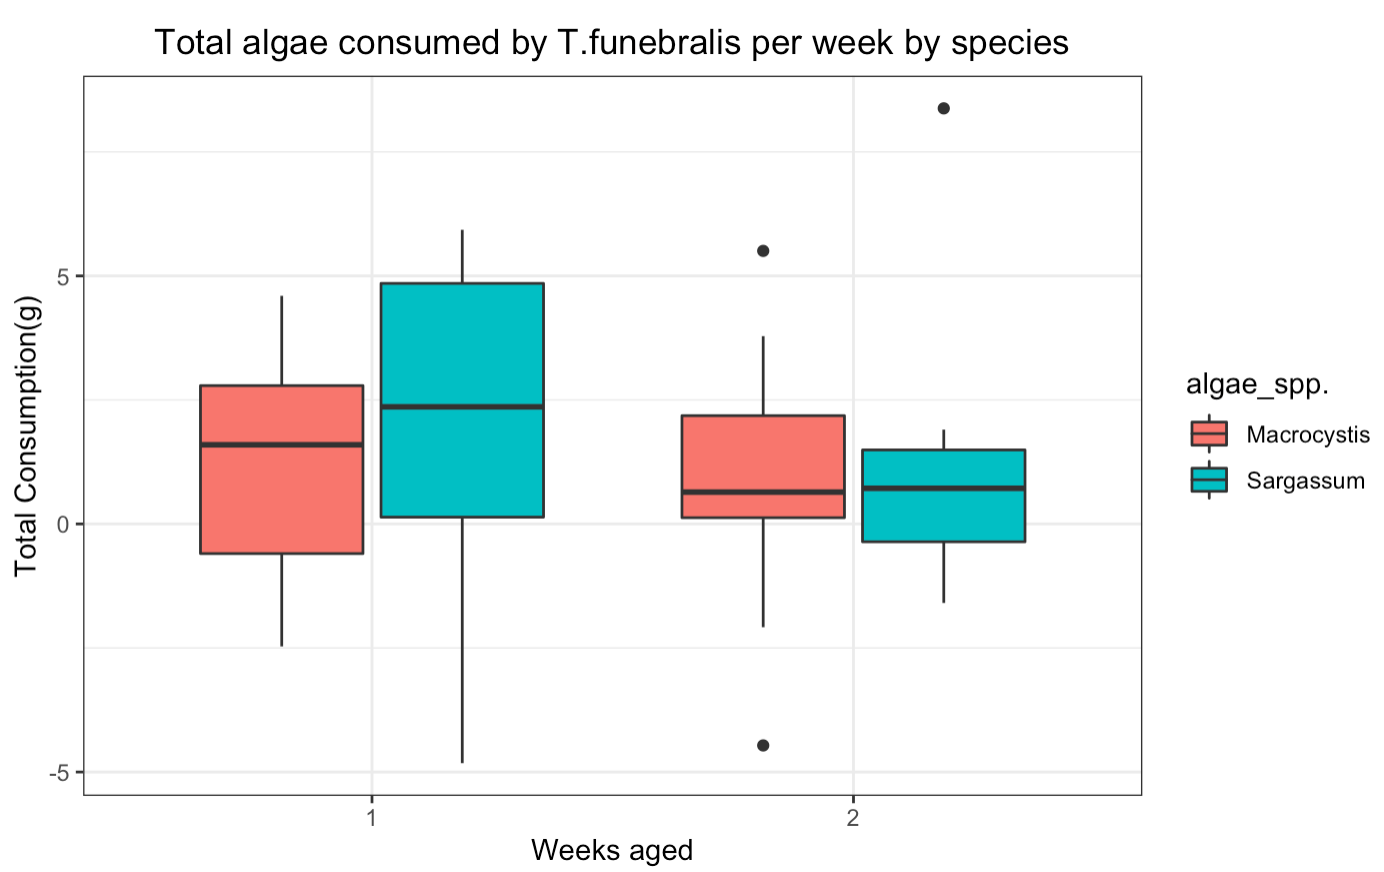 Total algae consumed by T.funebralis per week by species
Total Consumption(g)
5
0
-5
1
2
Weeks aged
algae_spp.
Macrocystis
Sargassum